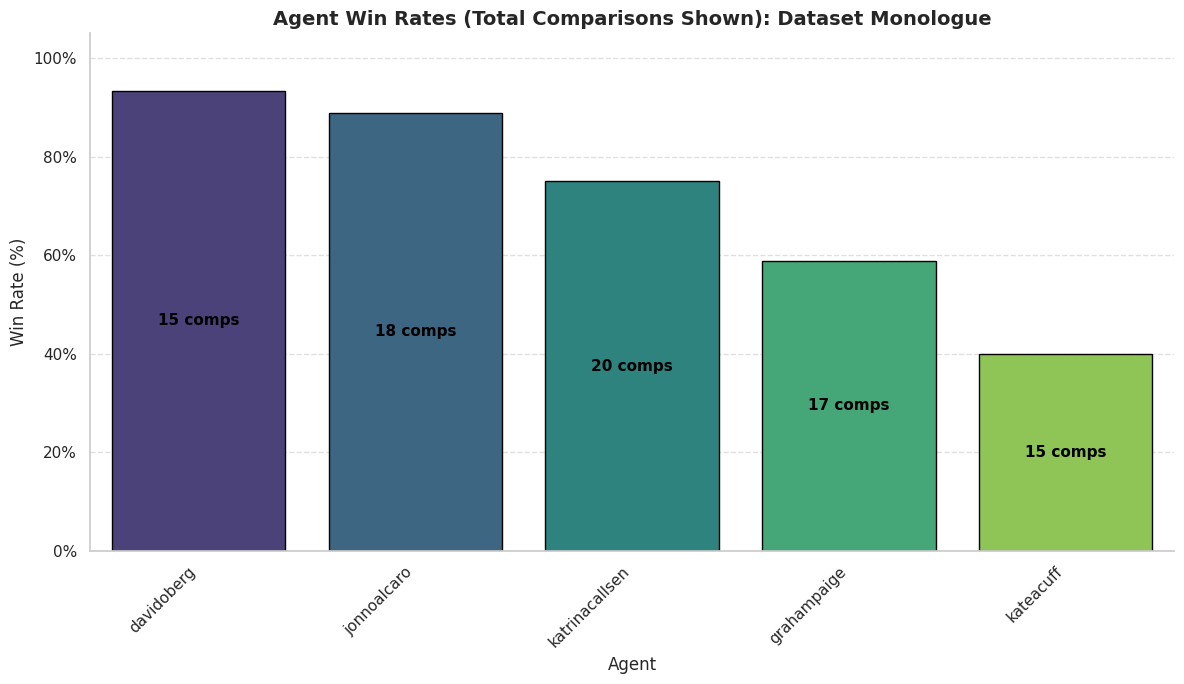 Agent Win Rates (Total Comparisons Shown): Dataset Monologue
Win Rate (%)
100%
80%
60%
40%
20%
0%
15 comps
18 comps
20 comps
17 comps
15 comps
davidoberg
jonnoalcaro
katrinacallsen
grahampaige
kateacuff
Agent